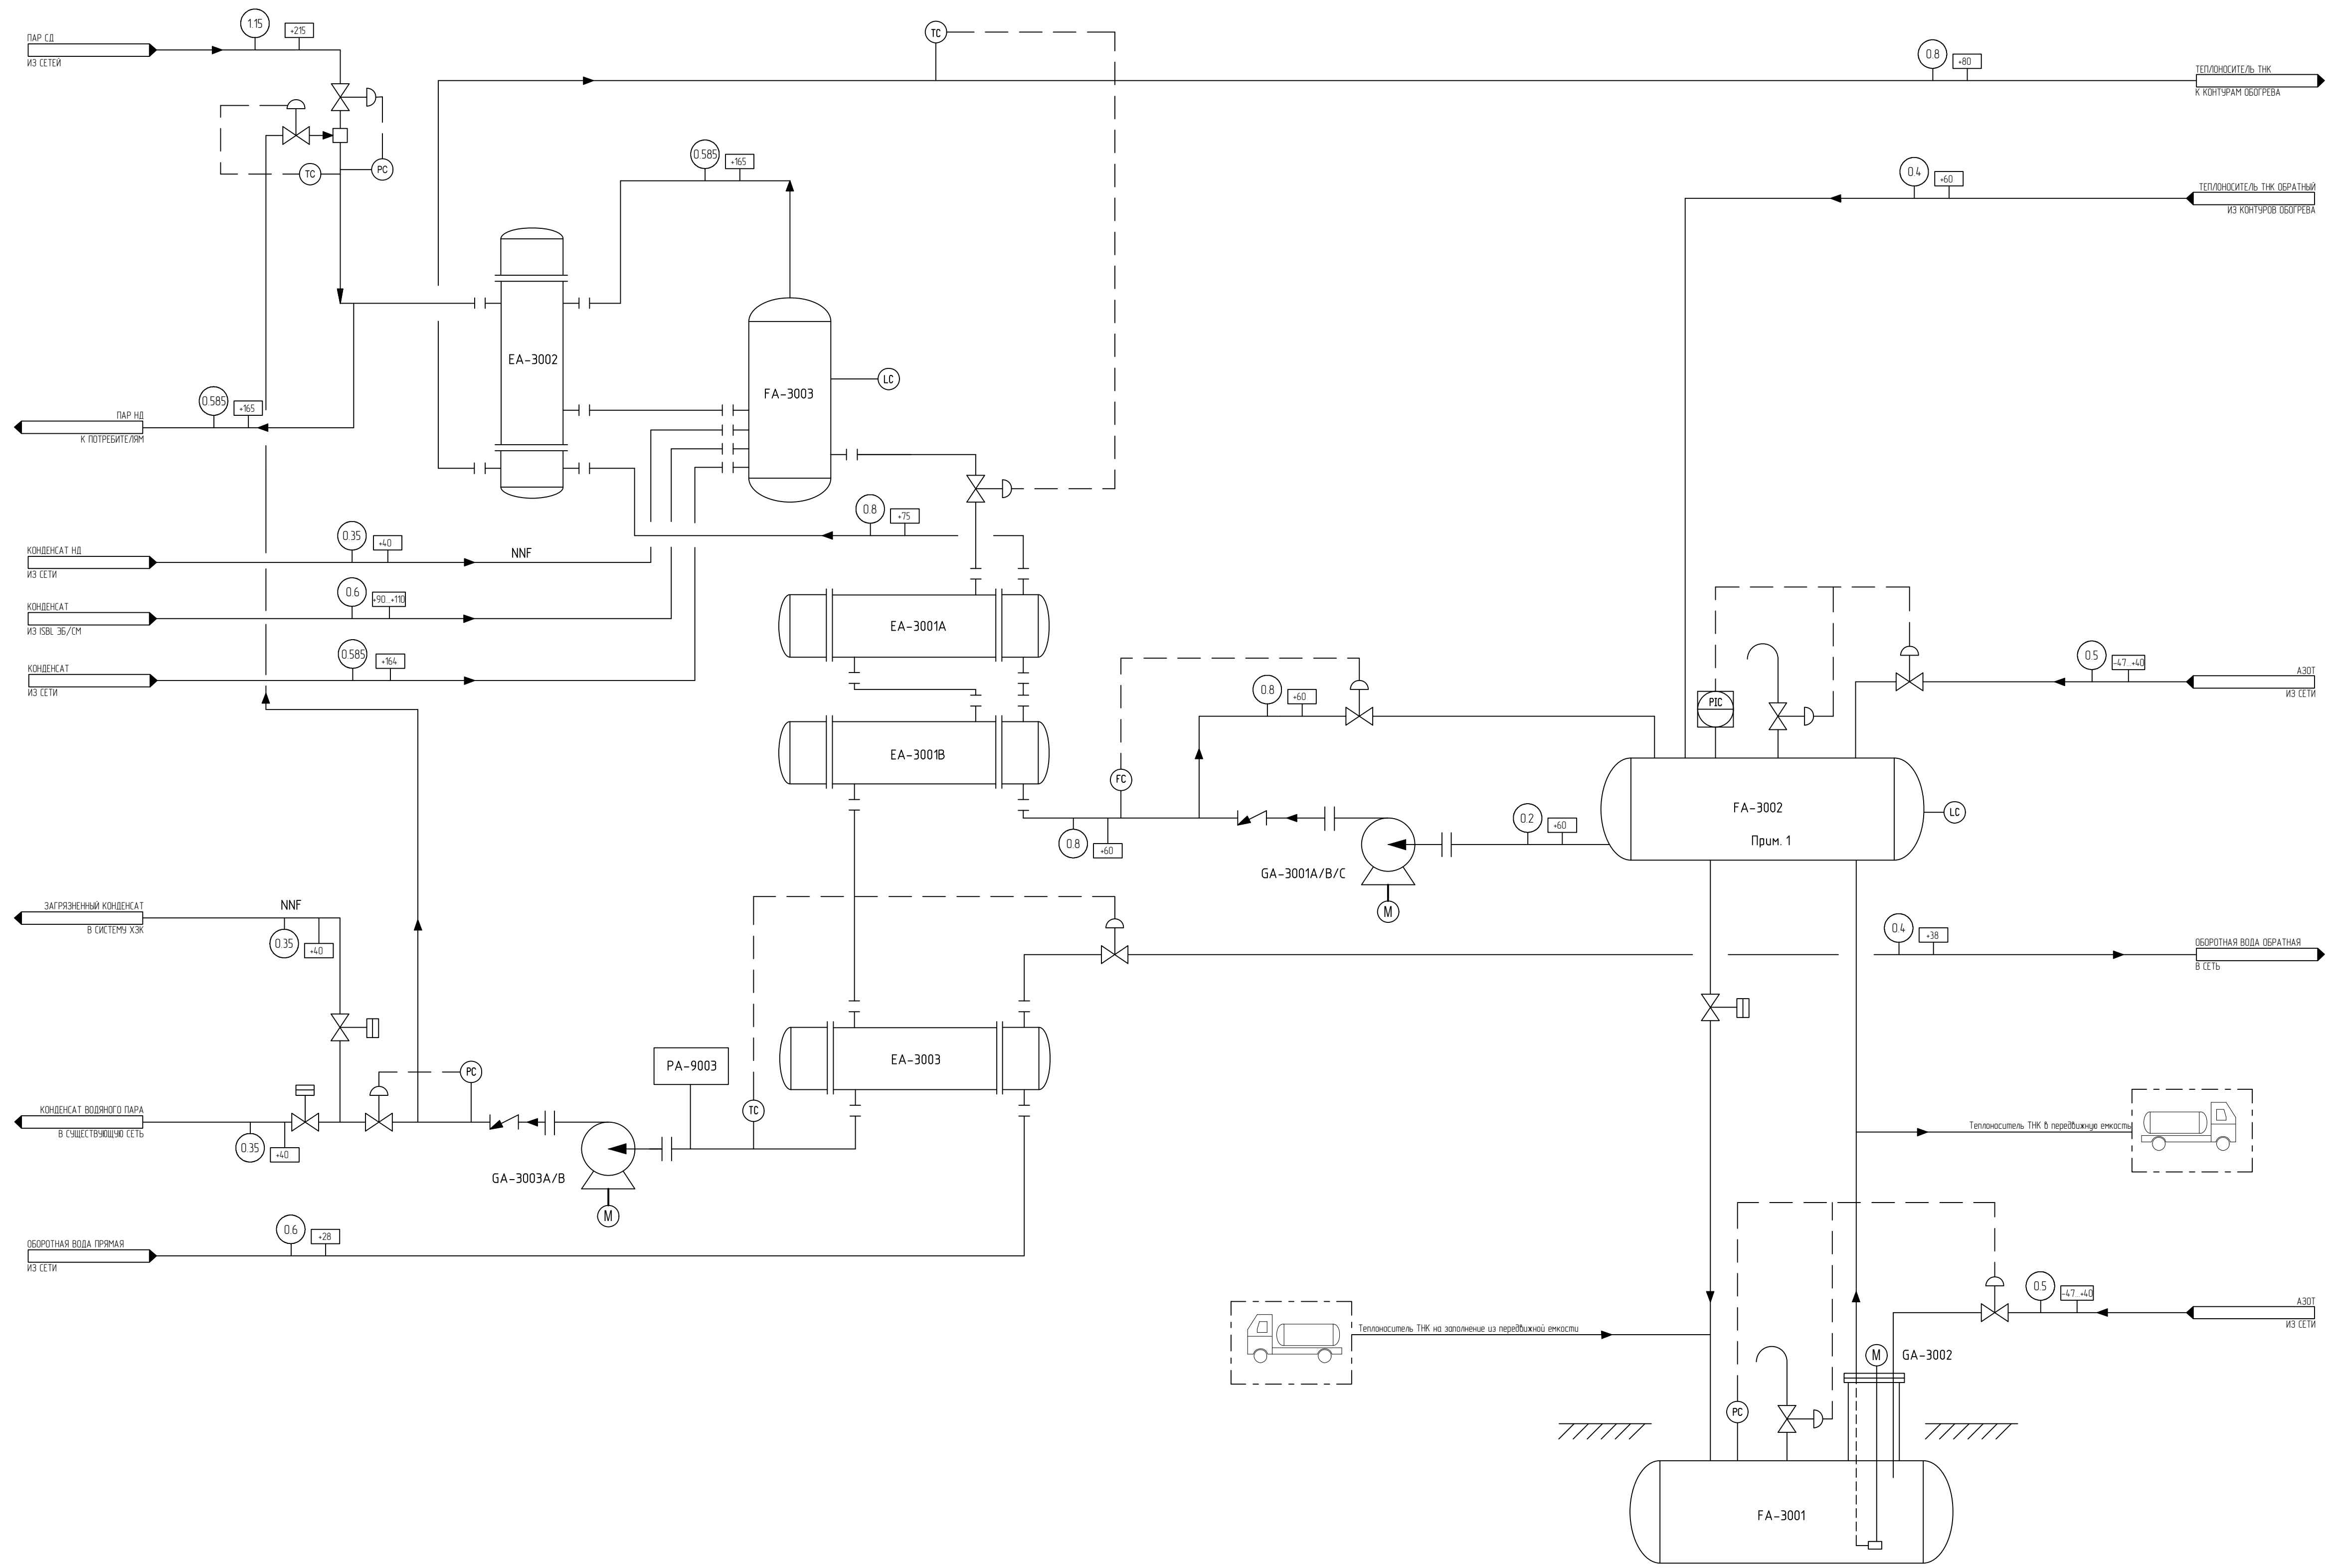 1.15
+215
ПАР СД
ИЗ СЕТЕЙ
TC
0.8
+80
ТЕПЛОНОСИТЕЛЬ ТНК
К КОНТУРАМ ОБОГРЕВА
TC
PC
0.585
+165
0.4
+60
ТЕПЛОНОСИТЕЛЬ ТНК ОБРАТНЫЙ
ИЗ КОНТУРОВ ОБОГРЕВА
EA-3002
FA-3003
LC
0.585
+165
ПАР НД
К ПОТРЕБИТЕЛЯМ
0.8
+75
КОНДЕНСАТ НД
ИЗ СЕТИ
0.35
+40
NNF
КОНДЕНСАТ
ИЗ ISBL ЭБ/СМ
0.6
+90...+110
КОНДЕНСАТ
ИЗ СЕТИ
0.585
+164
EA-3001A
EA-3001B
0.8
+60
FC
PIC
0.5
-47...+40
АЗОТ
ИЗ СЕТИ
FA-3002
Прим. 1
LC
0.8
+60
0.2
+60
GA-3001A/B/C
M
ЗАГРЯЗНЕННЫЙ КОНДЕНСАТ
В СИСТЕМУ ХЗК
NNF
0.35
+40
0.4
+38
ОБОРОТНАЯ ВОДА ОБРАТНАЯ
В СЕТЬ
EA-3003
PA-9003
PC
TC
КОНДЕНСАТ ВОДЯНОГО ПАРА
В СУЩЕСТВУЮЩУЮ СЕТЬ
0.35
+40
GA-3003A/B
M
Теплоноситель ТНК в передвижную емкость
ОБОРОТНАЯ ВОДА ПРЯМАЯ
ИЗ СЕТИ
0.6
+28
0.5
-47...+40
АЗОТ
ИЗ СЕТИ
Теплоноситель ТНК на заполнение из передвижной емкости
M
GA-3002
PC
FA-3001